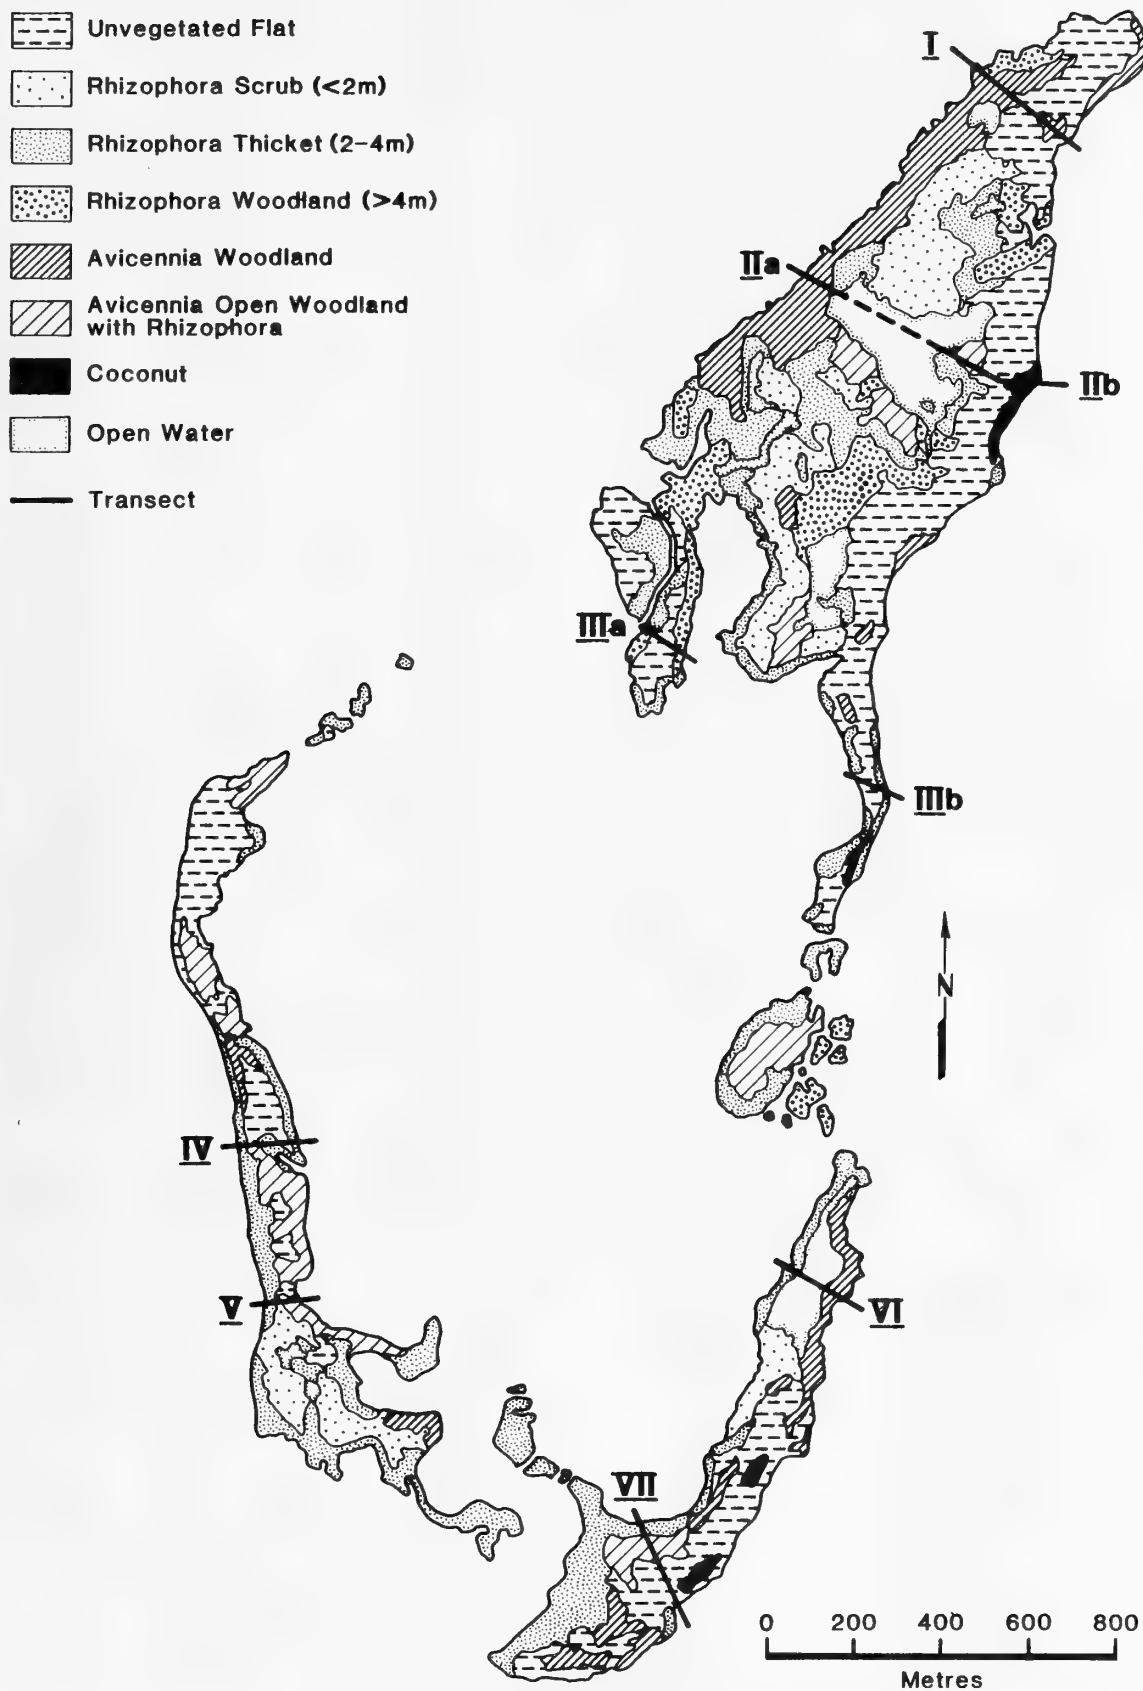 Unvegetated Flat
Rhizophora Scrub (<2m)
Rhizophora Thicket (2-4m)
Rhizophora Woodland (>4m)
Avicennia Woodland
Avicennia Open Woodland
with Rhizophora
Coconut
Open Water
Transect
I
IIa
IIb
IIIa
IIIb
N
IV
V
VI
VII
0 200 400 600 800
Metres